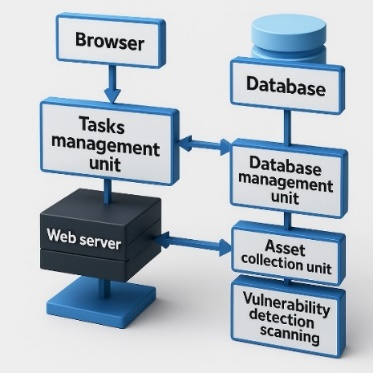 Browser
Tasks
management
unit
Web server
Database
Database
management
unit
Asset
collection unit
Vulnerability
detection
scanning